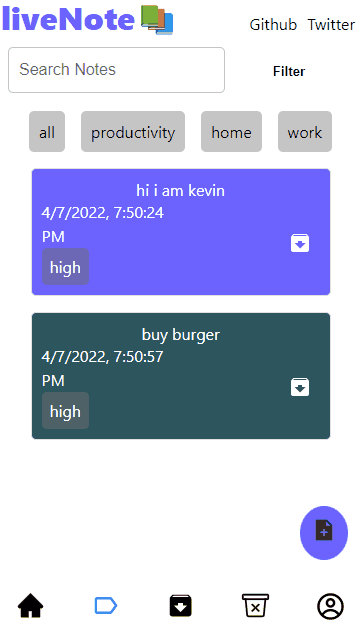 liveNote
Github Twitter
Search Notes
Filter
all productivity home work
hi i am kevin
4/7/2022, 7:50:24
PM
high
buy burger
4/7/2022, 7:50:57
PM
high